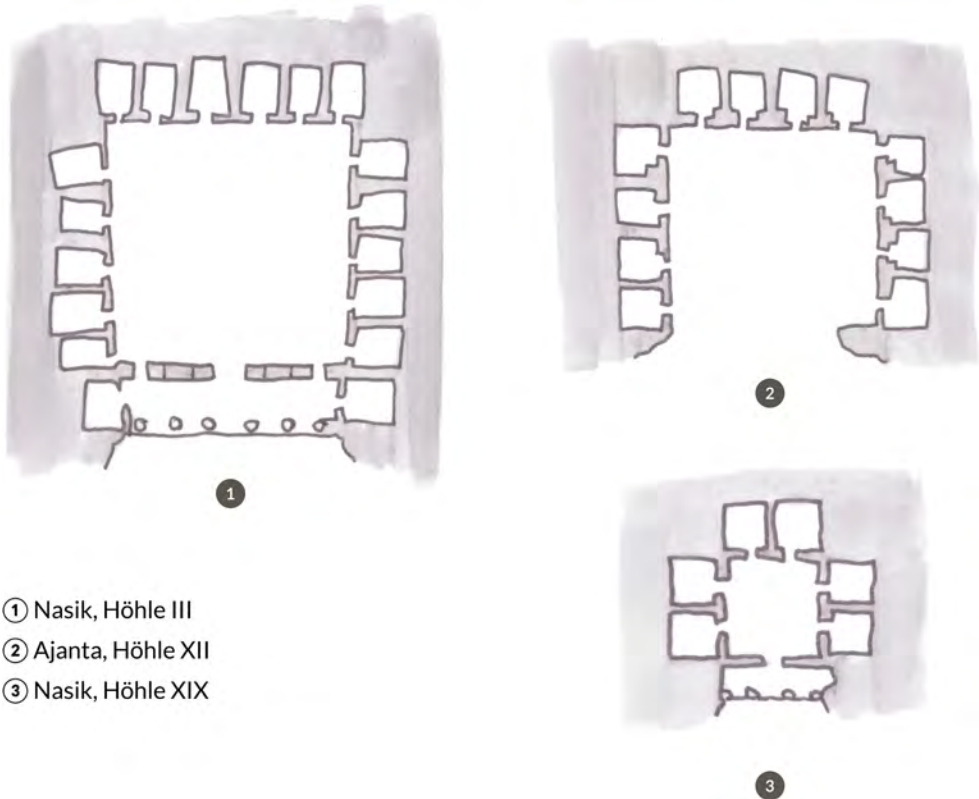 1
2
3
① Nasik, Höhle III
② Ajanta, Höhle XII
③ Nasik, Höhle XIX